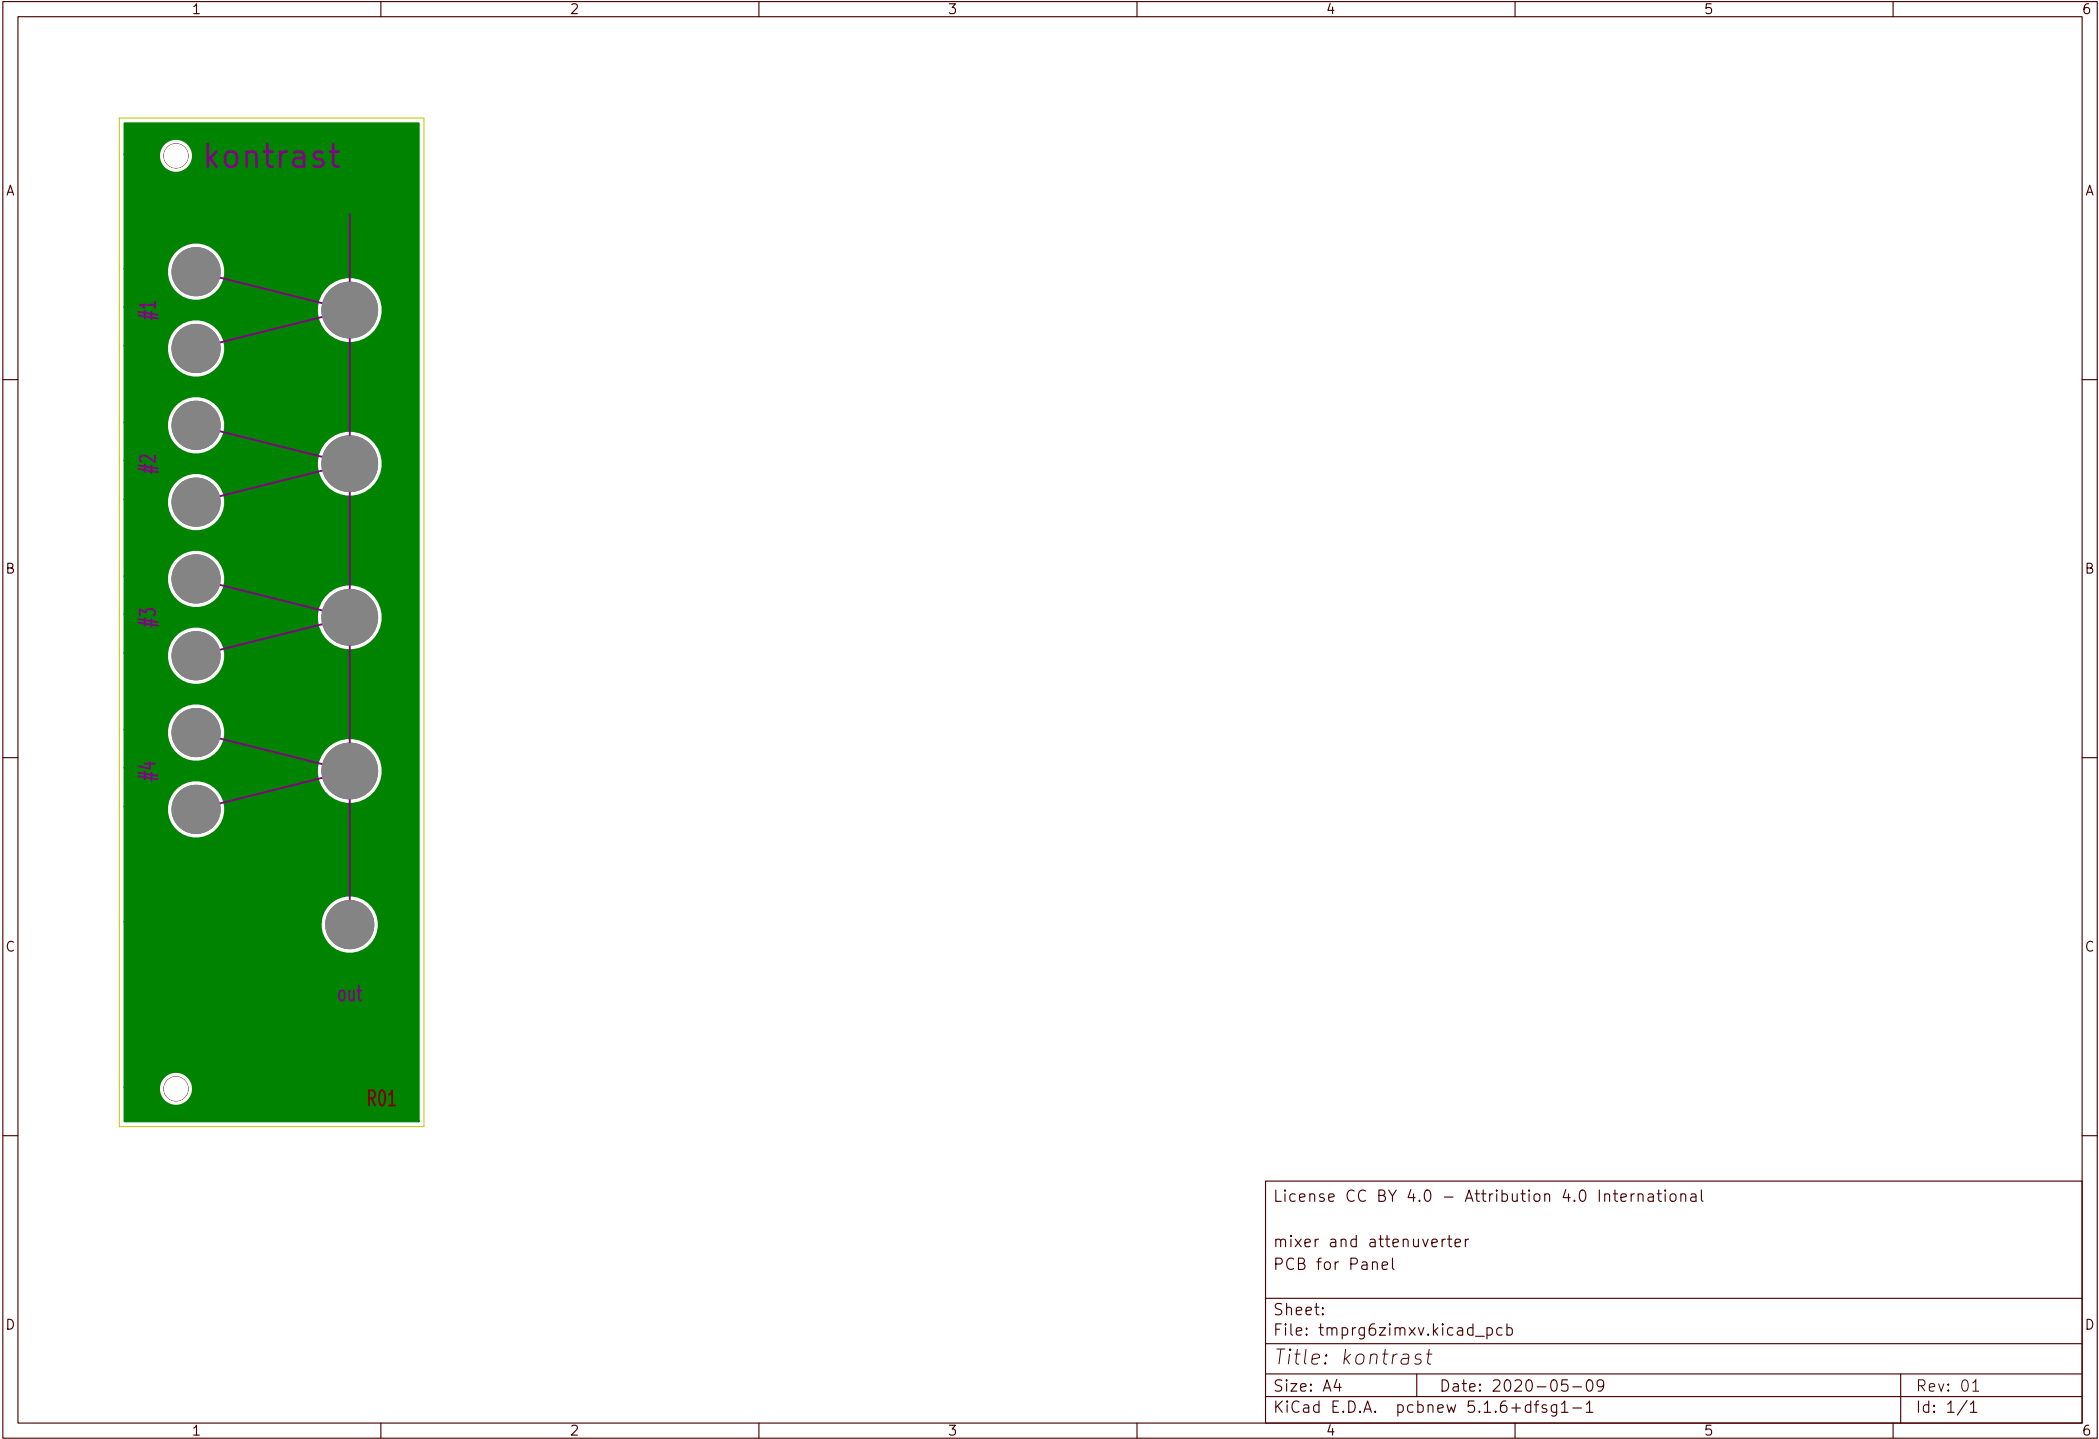 1 2 3 4 5 6
A A
B B
C C
D D
kontrast
#1
#2
#3
#4
out
R01
License CC BY 4.0 - Attribution 4.0 International
mixer and attenuverter
PCB for Panel
Sheet:
File: tmprg6zimxv.kicad_pcb
Title: kontrast
Size: A4 Date: 2020-05-09 Rev: 01
KiCad E.D.A. pcbnew 5.1.6+dfsg1-1 Id: 1/1
1 2 3 4 5 6